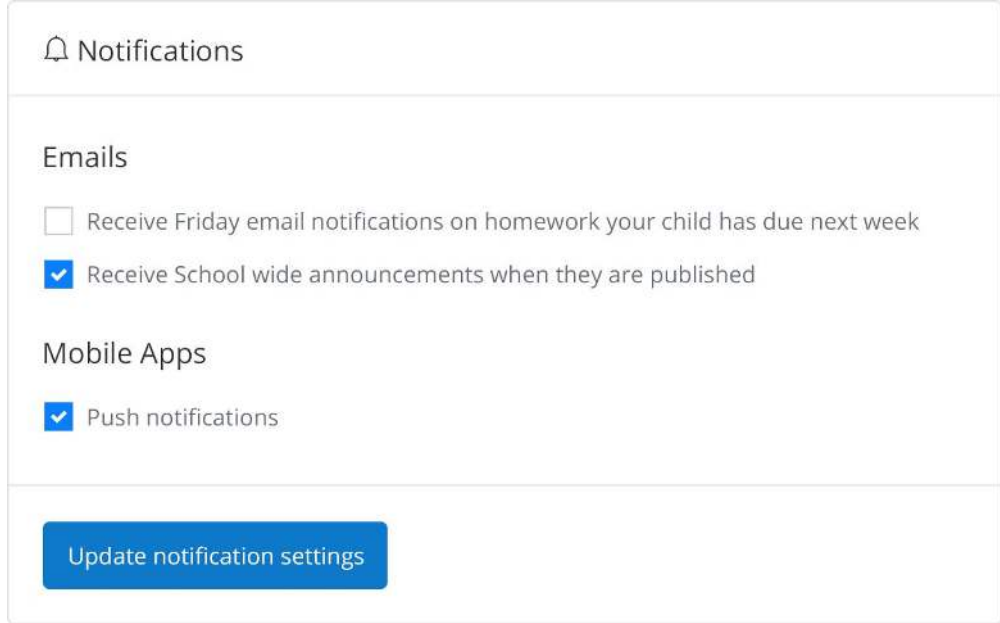 Notifications
Emails
Receive Friday email notifications on homework your child has due next week
Receive School wide announcements when they are published
Mobile Apps
Push notifications
Update notification settings